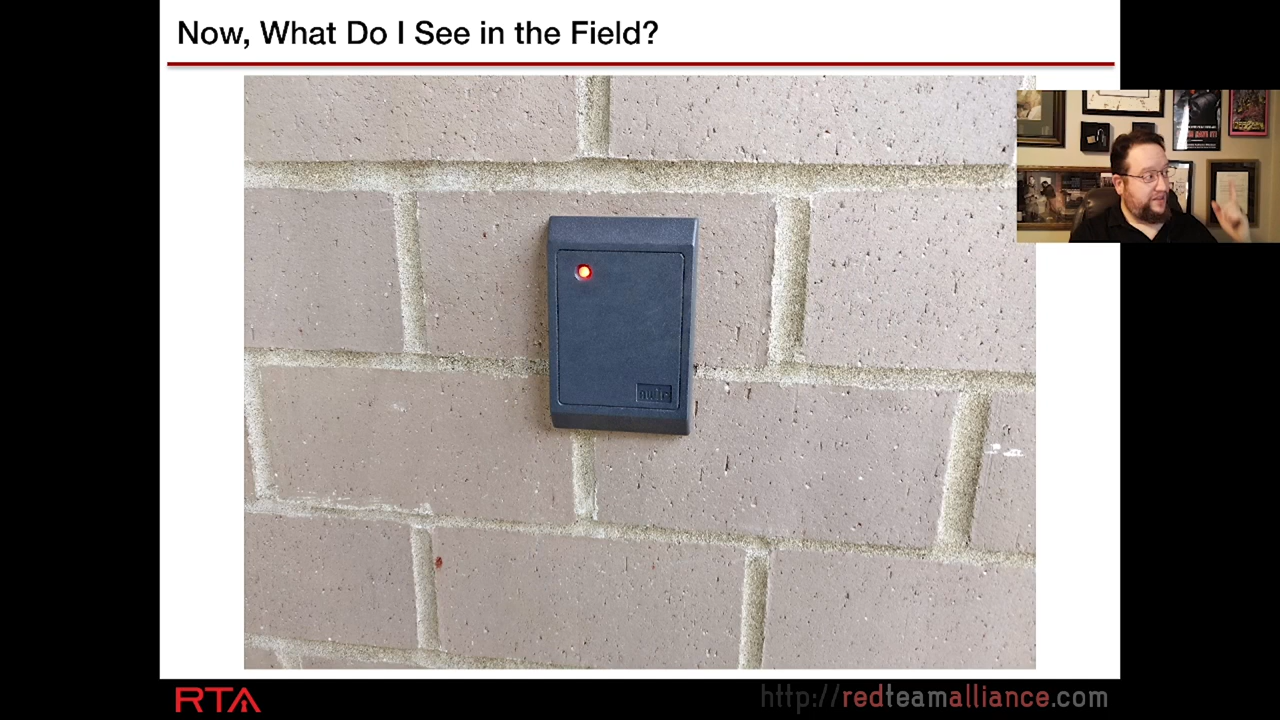 Now, What Do I See in the Field?
RTA
http://redteamalliance.com